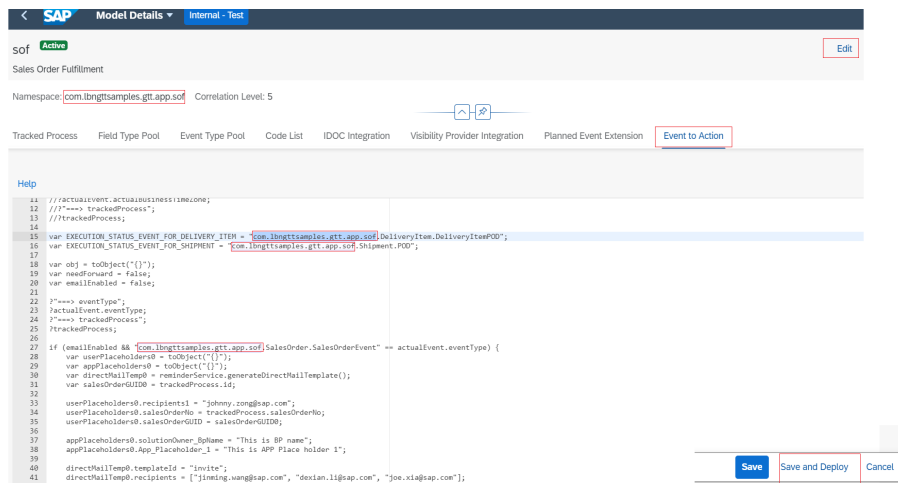 SAP Model Details Internal - Test
sof Active
Edit
Sales Order Fulfillment
Namespace: com.lbngttsamples.gtt.app.sof Correlation Level: 5
Tracked Process Field Type Pool Event Type Pool Code List IDOC Integration Visibility Provider Integration Planned Event Extension Event to Action
Help
11 //?actualEvent.actualBusinessTimeZone;
12 //?"===> trackedProcess";
13 //?trackedProcess;
14
15 var EXECUTION_STATUS_EVENT_FOR_DELIVERY_ITEM = "com.lbngttsamples.gtt.app.sof.DeliveryItem.DeliveryItemPOD";
16 var EXECUTION_STATUS_EVENT_FOR_SHIPMENT = "com.lbngttsamples.gtt.app.sof.Shipment.POD";
17
18 var obj = toObject("{}");
19 var needForward = false;
20 var emailEnabled = false;
21
22 ?"===> eventType";
23 ?actualEvent.eventType;
24 ?"===> trackedProcess";
25 ?trackedProcess;
26
27 if (emailEnabled && "com.lbngttsamples.gtt.app.sof.SalesOrder.SalesOrderEvent" == actualEvent.eventType) {
28 var userPlaceholders0 = toObject("{}");
29 var appPlaceholders0 = toObject("{}");
30 var directMailTemp0 = reminderService.generateDirectMailTemplate();
31 var salesOrderGUID0 = trackedProcess.id;
32
33 userPlaceholders0.recipients1 = "johnny.zong@sap.com";
34 userPlaceholders0.salesOrderNo = trackedProcess.salesOrderNo;
35 userPlaceholders0.salesOrderGUID = salesOrderGUID0;
36
37 appPlaceholders0.solutionOwner_BpName = "This is BP name";
38 appPlaceholders0.App_Placeholder_1 = "This is APP Place holder 1";
39
40 directMailTemp0.templateId = "invite";
41 directMailTemp0.recipients = ["jinming.wang@sap.com", "dexian.li@sap.com", "joe.xia@sap.com"];
Save Save and Deploy Cancel